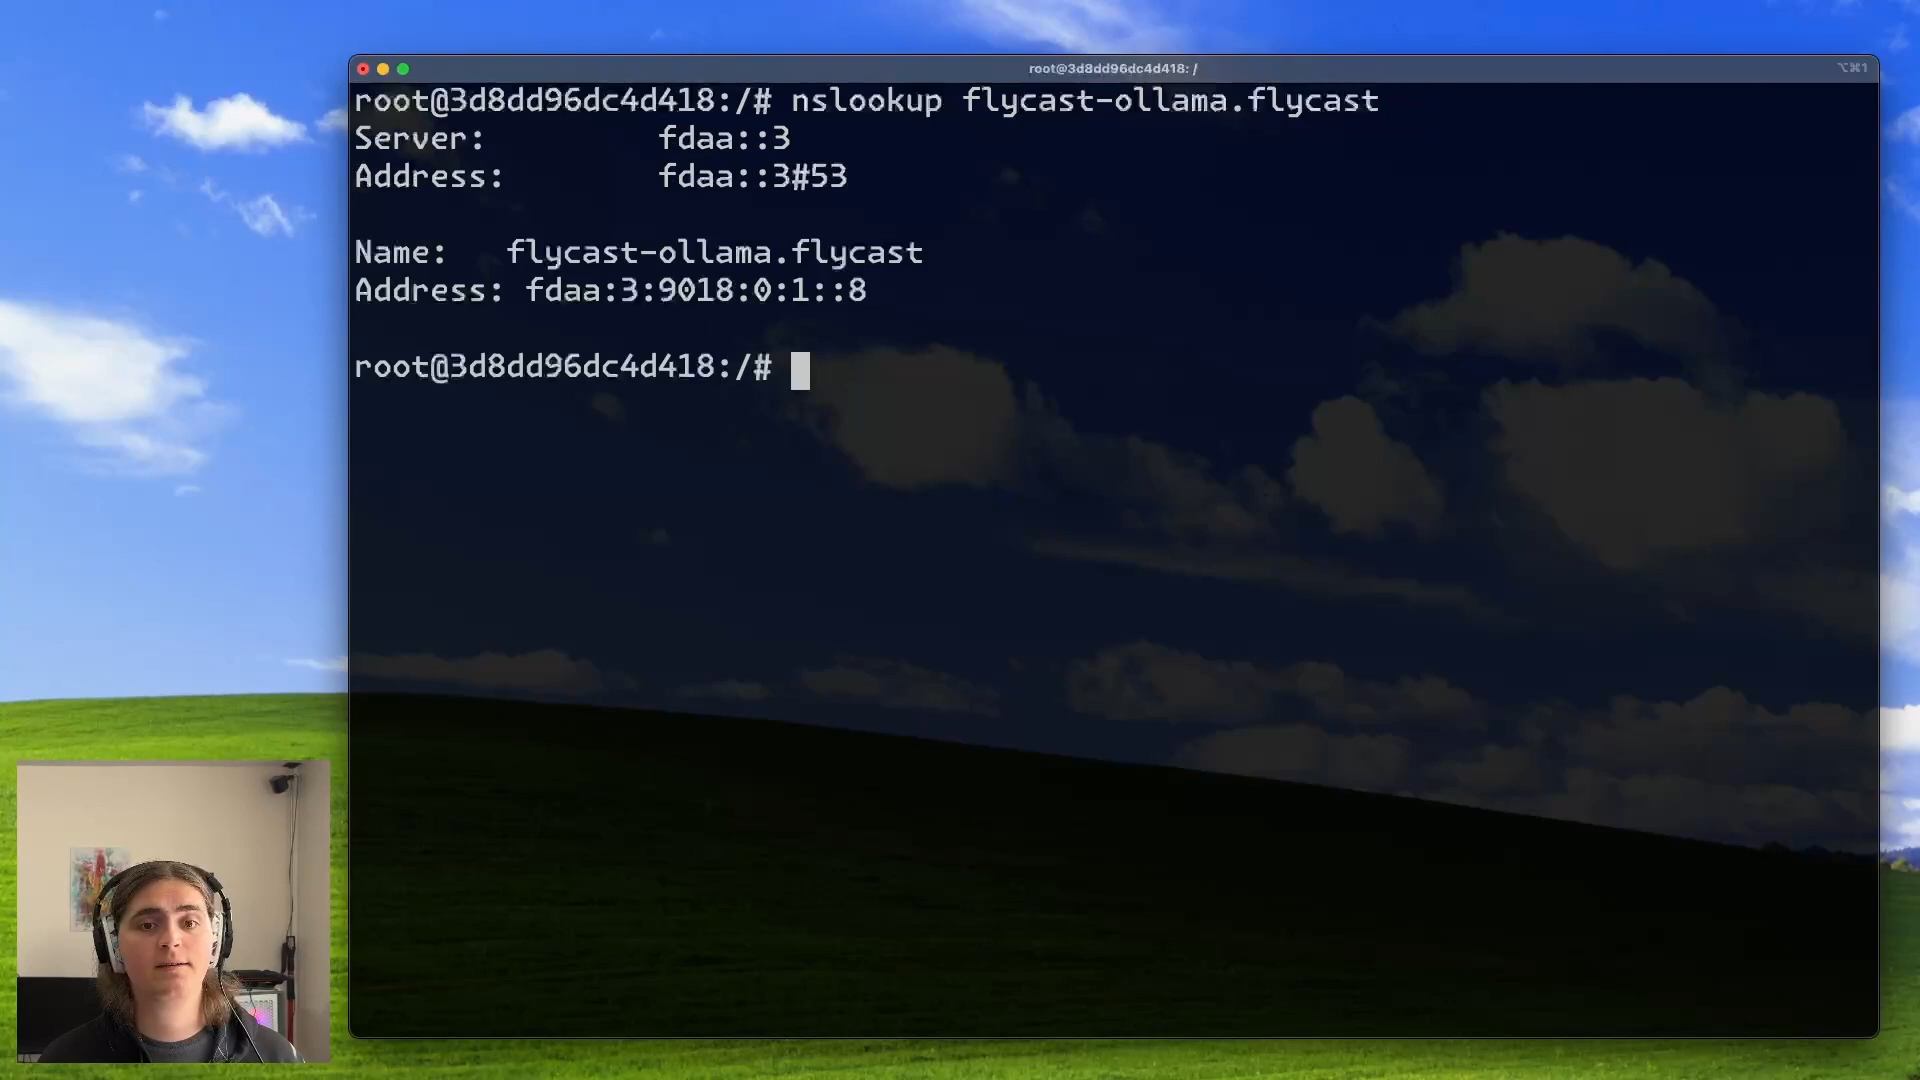 root@3d8dd96dc4d418: /
⌥⌘1
root@3d8dd96dc4d418:/# nslookup flycast-ollama.flycast
Server: fdaa::3
Address: fdaa::3#53
Name: flycast-ollama.flycast
Address: fdaa:3:9018:0:1::8
root@3d8dd96dc4d418:/#